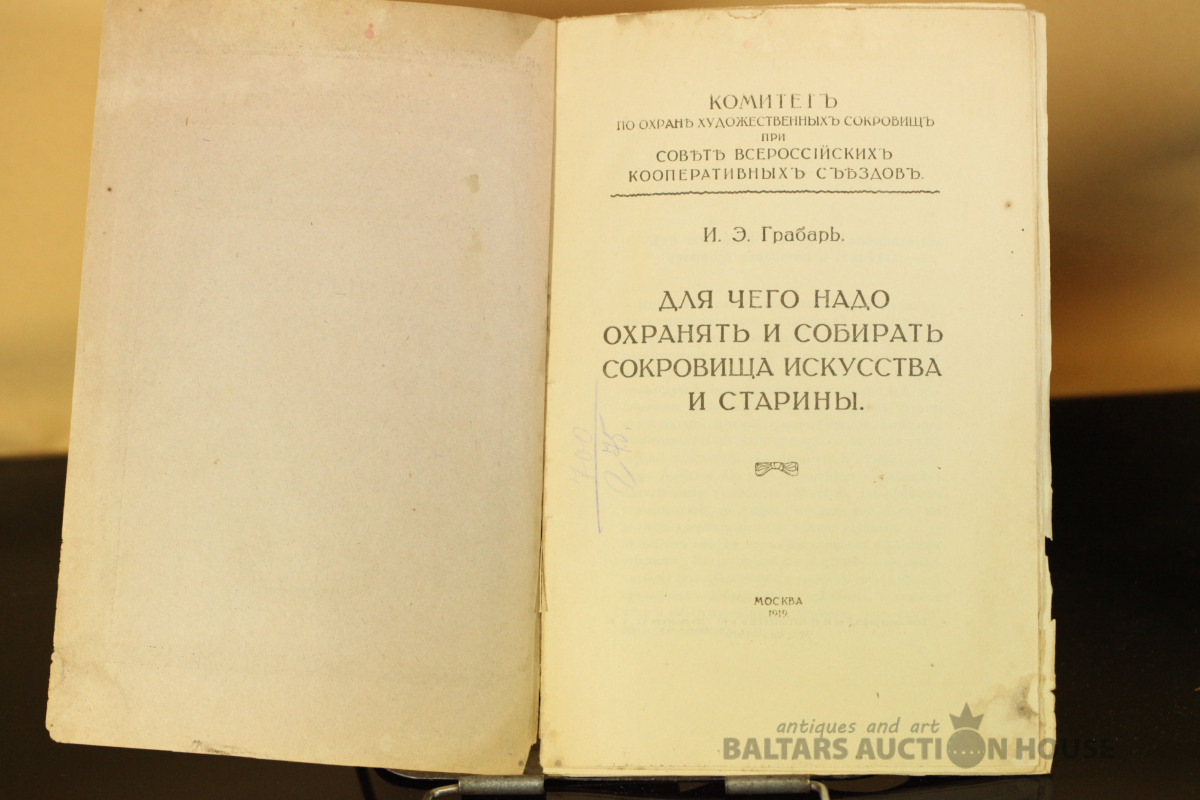 КОМИТЕТЪ
ПО ОХРАНѢ ХУДОЖЕСТВЕННЫХЪ СОКРОВИЩЪ
ПРИ
СОВѢТѢ ВСЕРОССІЙСКИХЪ
КООПЕРАТИВНЫХЪ СЪѢЗДОВЪ.
И. Э. Грабарь.
ДЛЯ ЧЕГО НАДО
ОХРАНЯТЬ И СОБИРАТЬ
СОКРОВИЩА ИСКУССТВА
И СТАРИНЫ.
МОСКВА
1919
antiques and art
BALTARS AUCTION HOUSE